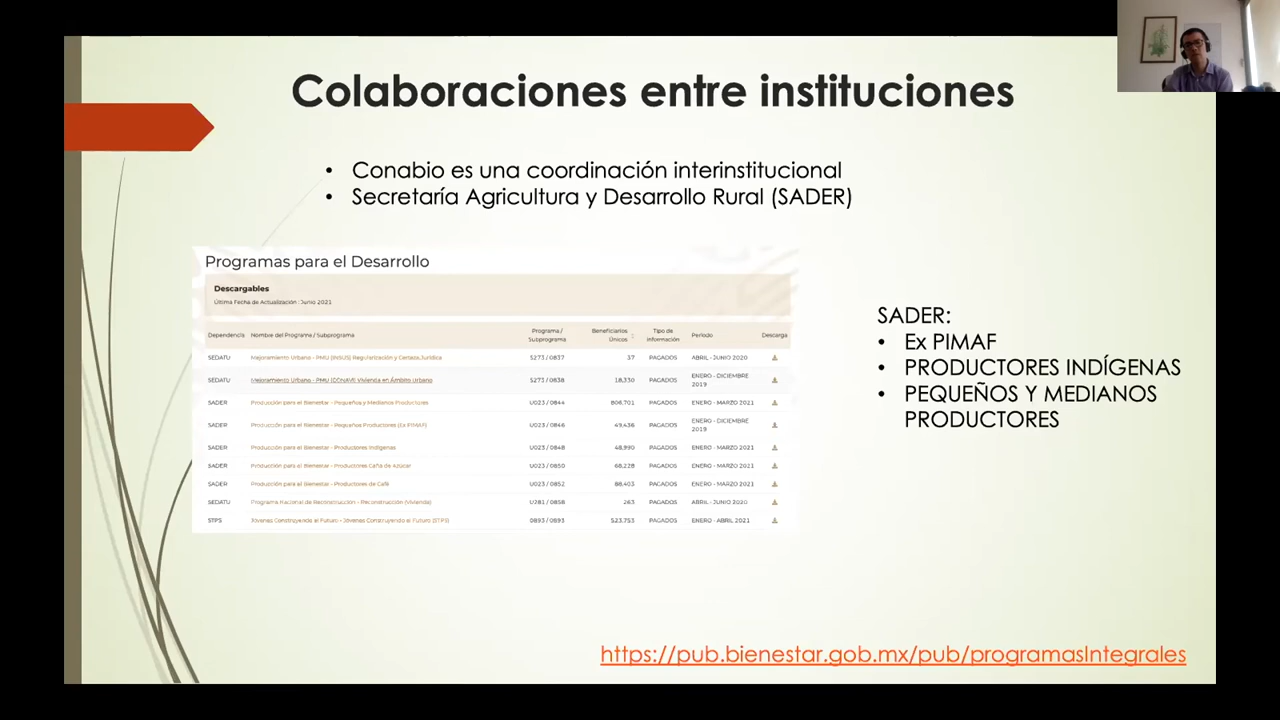 Colaboraciones entre instituciones
• Conabio es una coordinación interinstitucional
• Secretaría Agricultura y Desarrollo Rural (SADER)
Programas para el Desarrollo
Descargables
Última Fecha de Actualización: Junio 2021
Dependencia Nombre del Programa / Subprograma Programa / Subprograma Beneficiarios Únicos Tipo de Información Período Descarga
SEDATU Mejoramiento Urbano - PMU (INSUS) Regularización y Certeza Jurídica S273 / 0837 37 PAGADOS ABRIL - JUNIO 2020
SEDATU Mejoramiento Urbano - PMU (CONAVI) Vivienda en Ámbito Urbano S273 / 0838 18,330 PAGADOS ENERO - DICIEMBRE 2019
SADER Producción para el Bienestar - Pequeños y Medianos Productores U023 / 0844 806,701 PAGADOS ENERO - MARZO 2021
SADER Producción para el Bienestar - Pequeños Productores (Ex PIMAF) U023 / 0846 49,436 PAGADOS ENERO - DICIEMBRE 2019
SADER Producción para el Bienestar - Productores Indígenas U023 / 0848 48,990 PAGADOS ENERO - MARZO 2021
SADER Producción para el Bienestar - Productores Caña de Azúcar U023 / 0850 68,228 PAGADOS ENERO - MARZO 2021
SADER Producción para el Bienestar - Productores de Café U023 / 0852 88,403 PAGADOS ENERO - MARZO 2021
SEDATU Programa Nacional de Reconstrucción - Reconstrucción (Vivienda) U281 / 0858 263 PAGADOS ABRIL - JUNIO 2020
STPS Jóvenes Construyendo el Futuro - Jóvenes Construyendo el Futuro (STPS) 0893 / 0893 523,753 PAGADOS ENERO - ABRIL 2021
SADER:
• Ex PIMAF
• PRODUCTORES INDÍGENAS
• PEQUEÑOS Y MEDIANOS
PRODUCTORES
https://pub.bienestar.gob.mx/pub/programasIntegrales